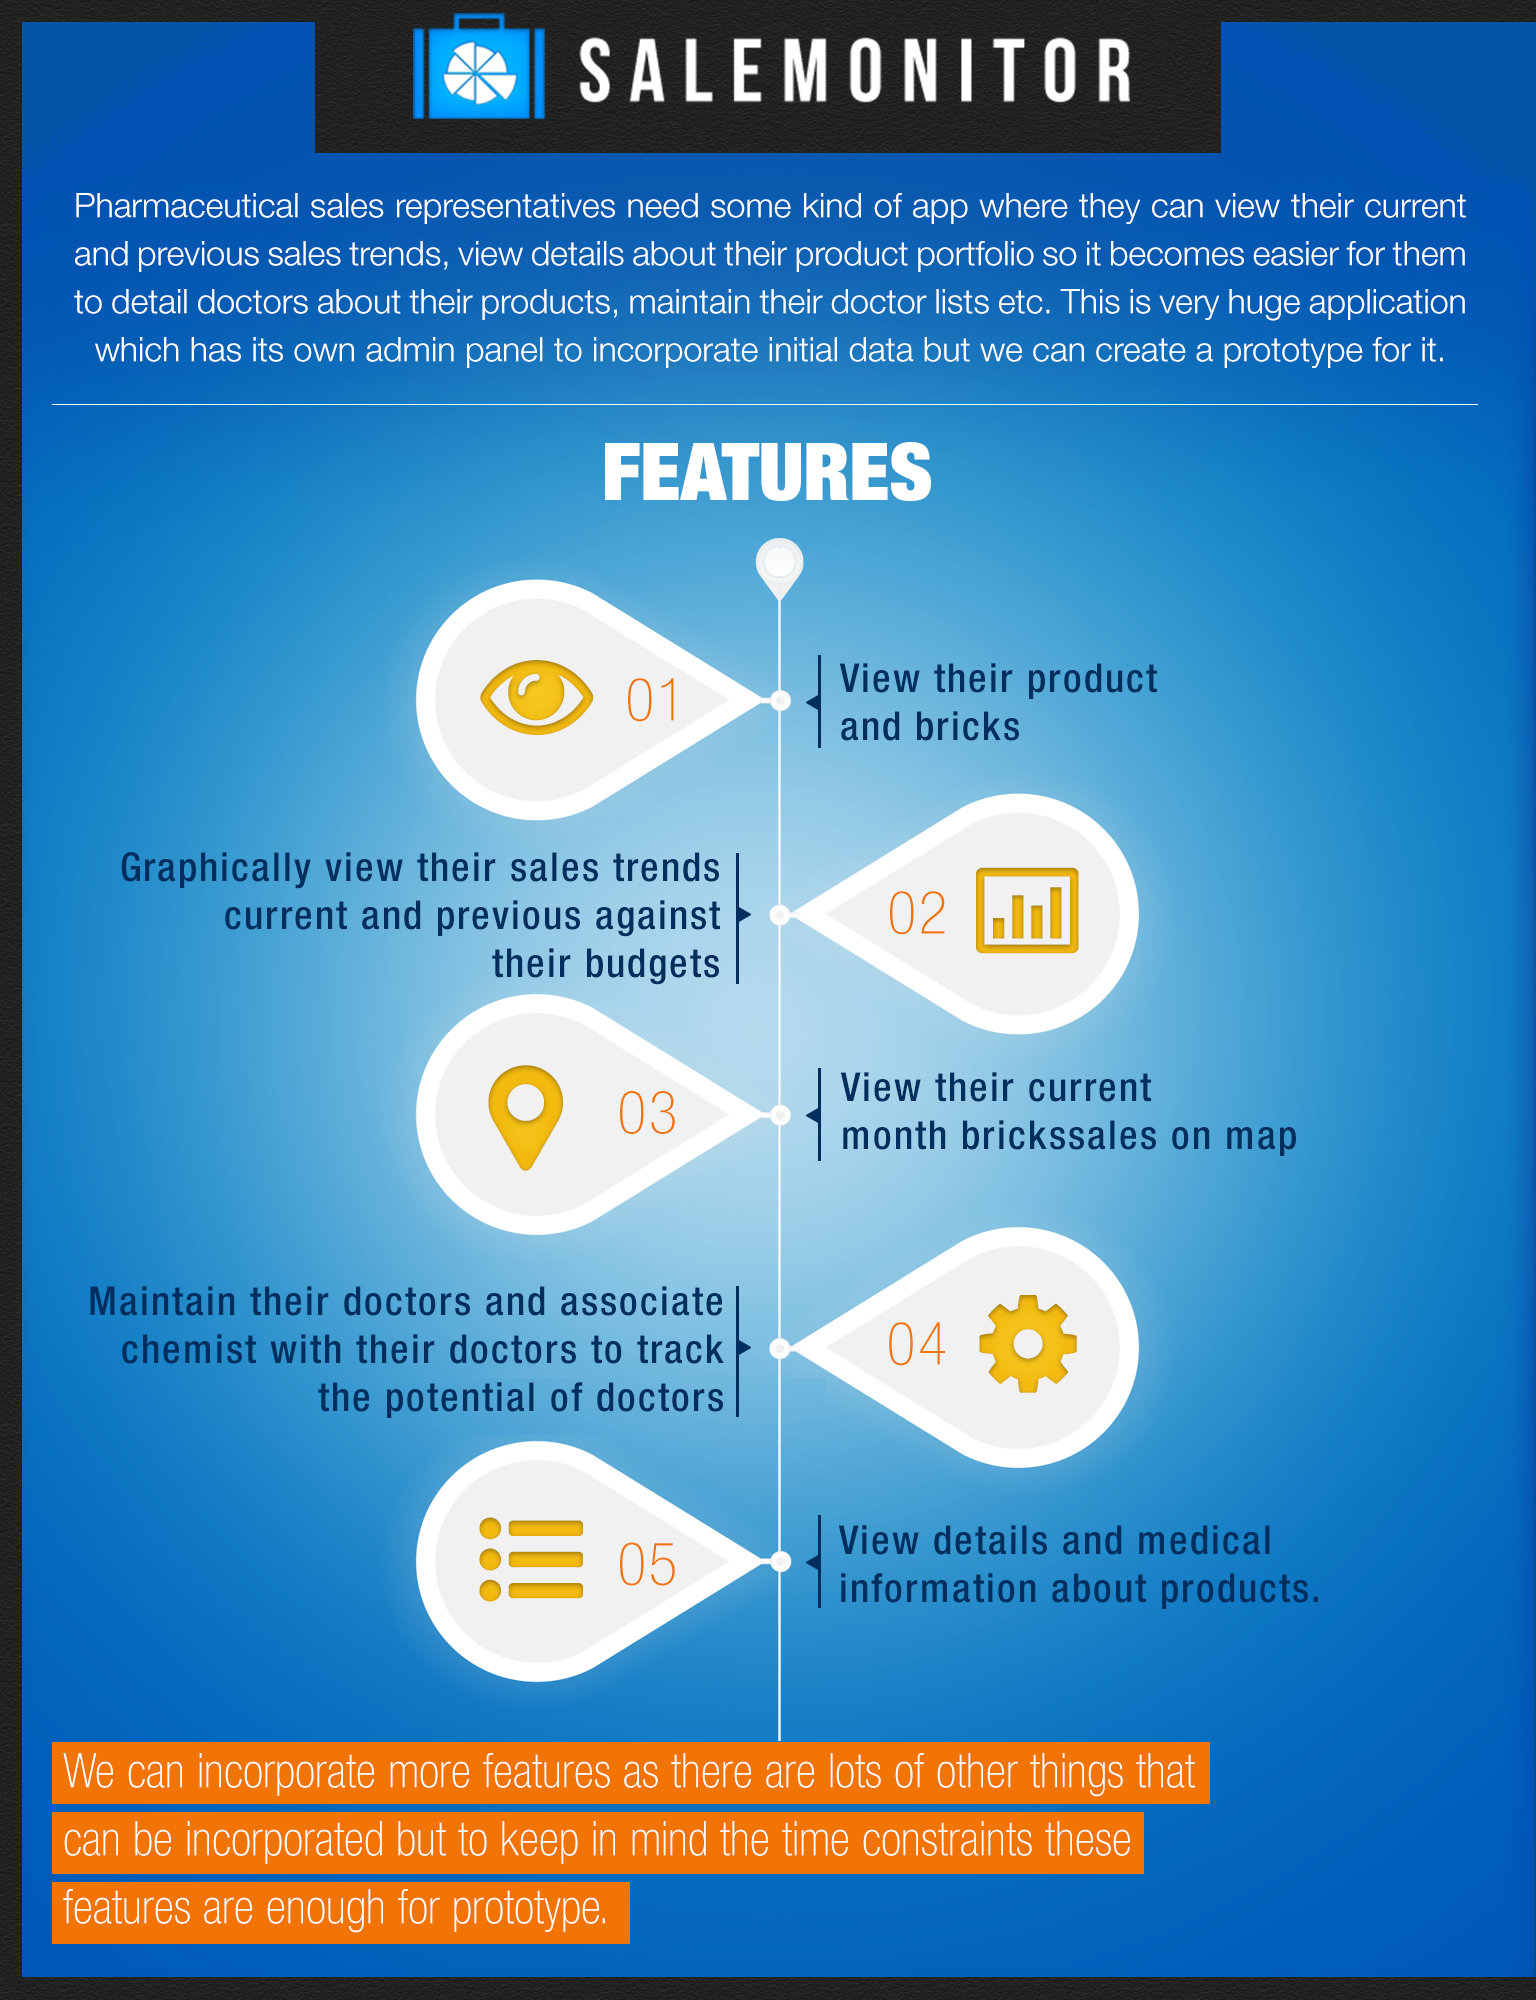 SALEMONITOR
Pharmaceutical sales representatives need some kind of app where they can view their current
and previous sales trends, view details about their product portfolio so it becomes easier for them
to detail doctors about their products, maintain their doctor lists etc. This is very huge application
which has its own admin panel to incorporate initial data but we can create a prototype for it.
FEATURES
01
View their product
and bricks
Graphically view their sales trends
current and previous against
their budgets
02
03
View their current
month brickssales on map
Maintain their doctors and associate
chemist with their doctors to track
the potential of doctors
04
05
View details and medical
information about products.
We can incorporate more features as there are lots of other things that
can be incorporated but to keep in mind the time constraints these
features are enough for prototype.